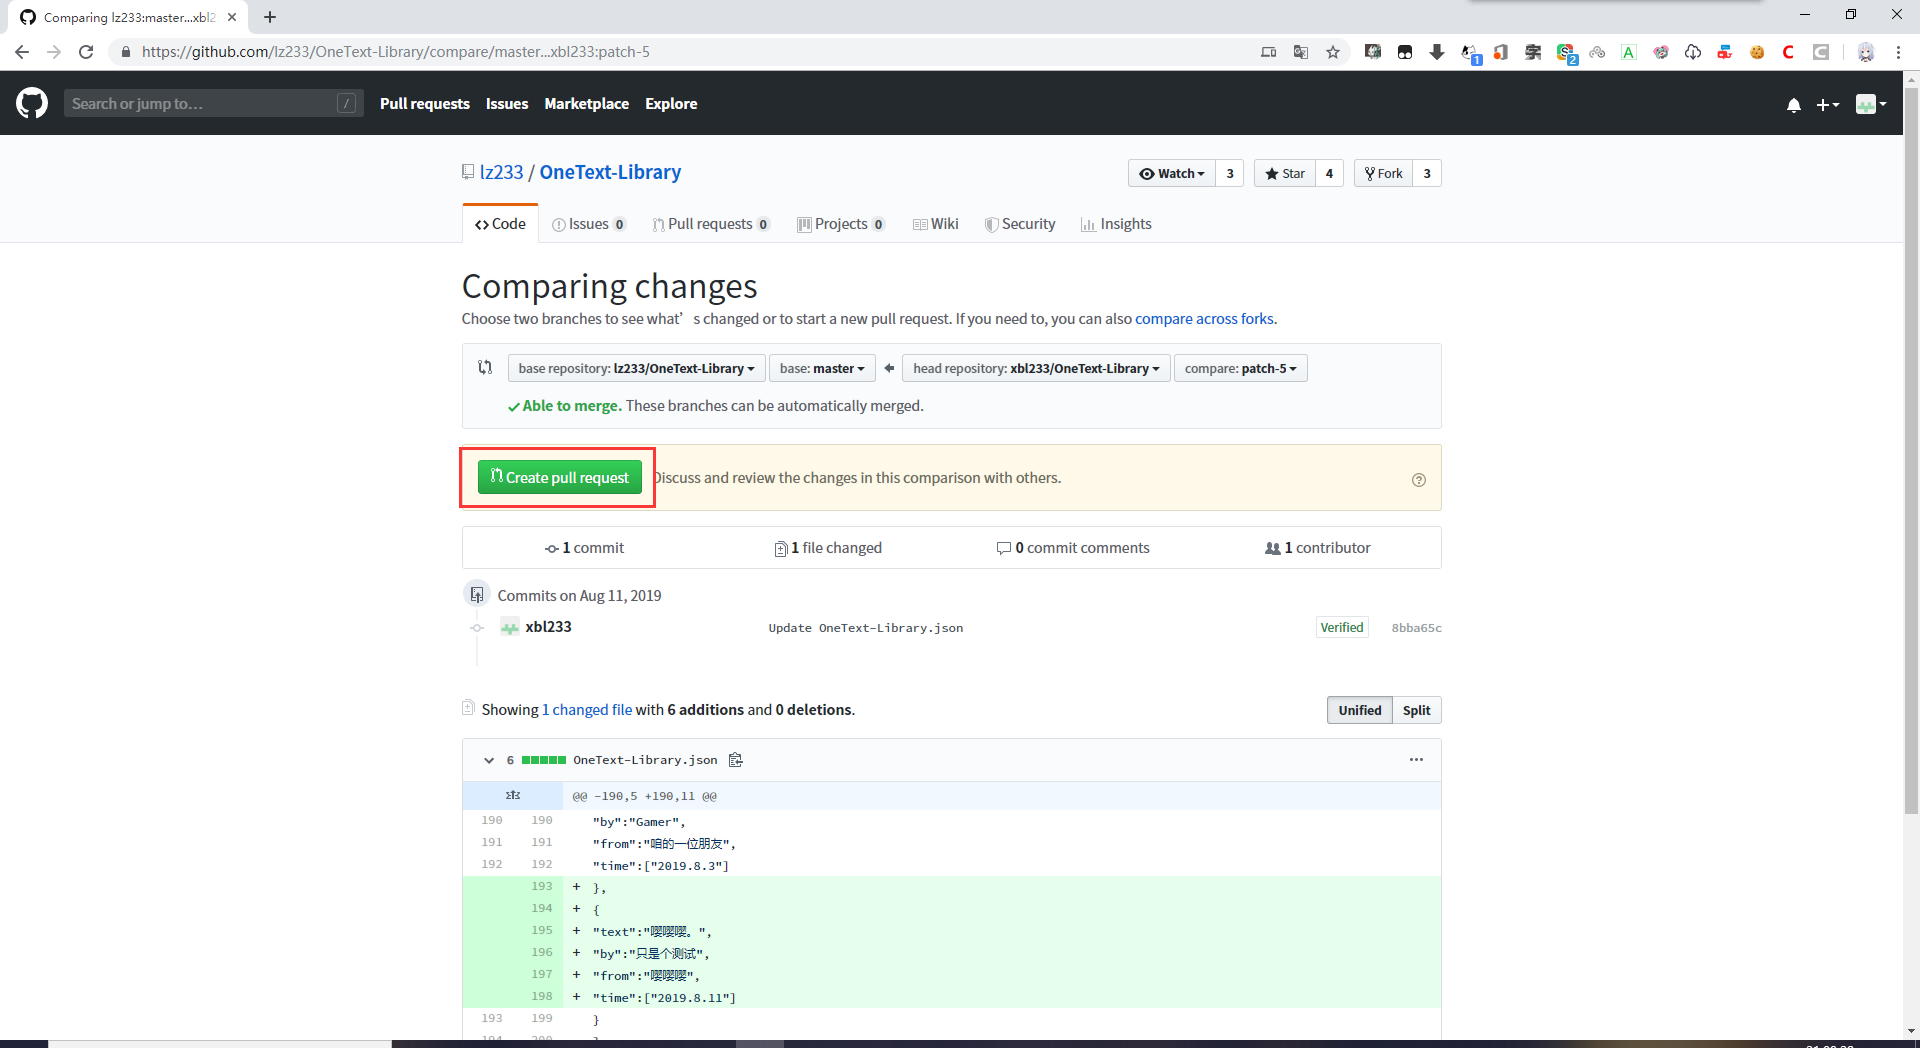 Comparing lz233:master...xbl2
https://github.com/lz233/OneText-Library/compare/master...xbl233:patch-5
1
2
Search or jump to…
/
Pull requests
Issues
Marketplace
Explore
lz233 / OneText-Library
Watch 3
Star 4
Fork 3
Code
Issues 0
Pull requests 0
Projects 0
Wiki
Security
Insights
Comparing changes
Choose two branches to see what’s changed or to start a new pull request. If you need to, you can also compare across forks.
base repository: lz233/OneText-Library
base: master
head repository: xbl233/OneText-Library
compare: patch-5
Able to merge. These branches can be automatically merged.
Create pull request
Discuss and review the changes in this comparison with others.
1 commit
1 file changed
0 commit comments
1 contributor
Commits on Aug 11, 2019
xbl233
Update OneText-Library.json
Verified
8bba65c
Showing 1 changed file with 6 additions and 0 deletions.
Unified
Split
6 OneText-Library.json
@@ -190,5 +190,11 @@
190 190 "by":"Gamer",
191 191 "from":"咱的一位朋友",
192 192 "time":["2019.8.3"]
193 + },
194 + {
195 + "text":"嘤嘤嘤。",
196 + "by":"只是个测试",
197 + "from":"嘤嘤嘤",
198 + "time":["2019.8.11"]
193 199 }